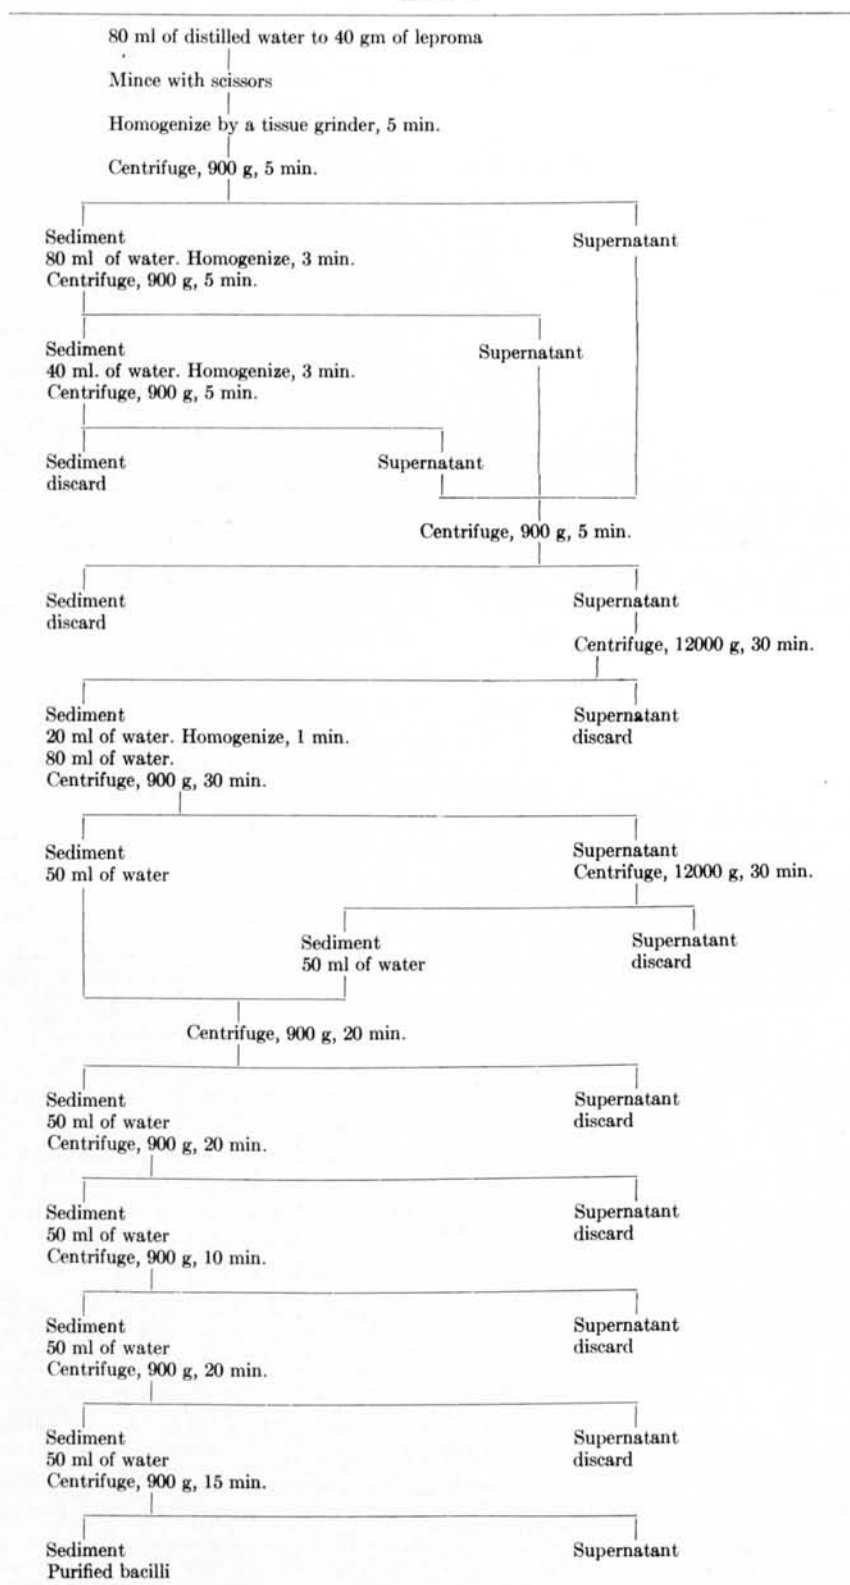 80 ml of distilled water to 40 gm of leproma
Mince with scissors
Homogenize by a tissue grinder, 5 min.
Centrifuge, 900 g, 5 min.
Sediment
80 ml of water. Homogenize, 3 min.
Centrifuge, 900 g, 5 min.
Supernatant
Sediment
40 ml. of water. Homogenize, 3 min.
Centrifuge, 900 g, 5 min.
Supernatant
Sediment
discard
Supernatant
Centrifuge, 900 g, 5 min.
Sediment
discard
Supernatant
Centrifuge, 12000 g, 30 min.
Sediment
20 ml of water. Homogenize, 1 min.
80 ml of water.
Centrifuge, 900 g, 30 min.
Supernatant
discard
Sediment
50 ml of water
Supernatant
Centrifuge, 12000 g, 30 min.
Sediment
50 ml of water
Supernatant
discard
Centrifuge, 900 g, 20 min.
Sediment
50 ml of water
Centrifuge, 900 g, 20 min.
Supernatant
discard
Sediment
50 ml of water
Centrifuge, 900 g, 10 min.
Supernatant
discard
Sediment
50 ml of water
Centrifuge, 900 g, 20 min.
Supernatant
discard
Sediment
50 ml of water
Centrifuge, 900 g, 15 min.
Supernatant
discard
Sediment
Purified bacilli
Supernatant